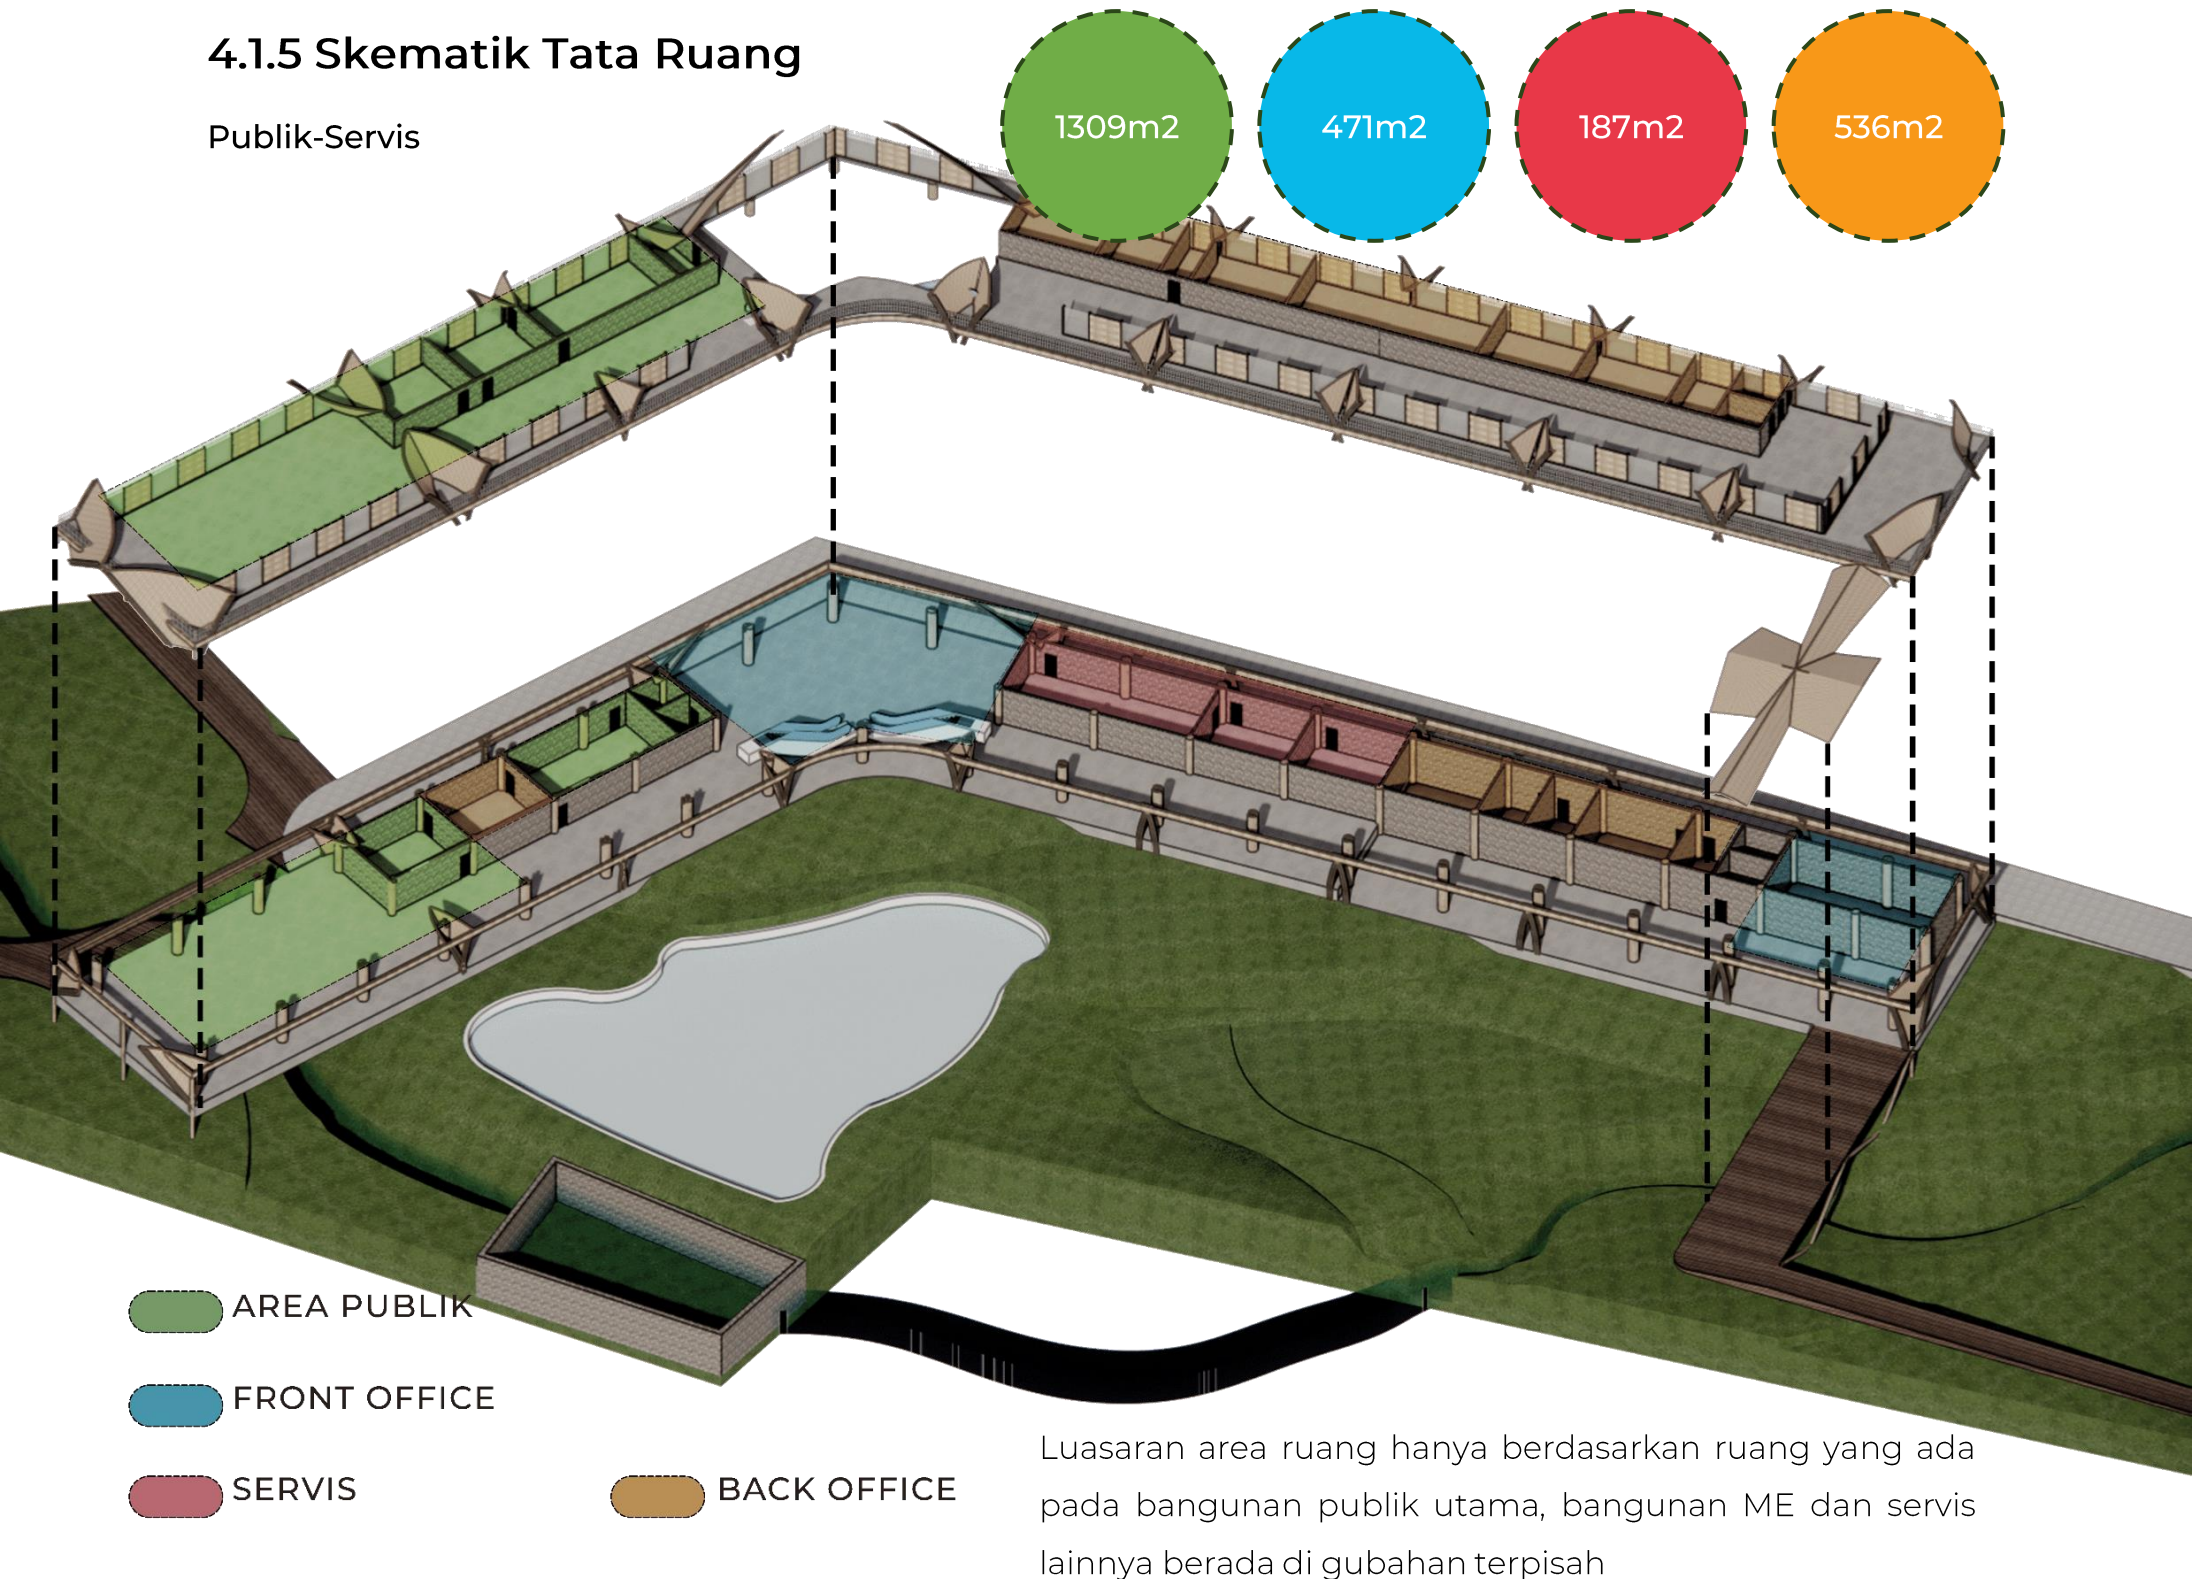 4.1.5 Skematik Tata Ruang
Publik-Servis
1309m2
471m2
187m2
536m2
AREA PUBLIK
FRONT OFFICE
SERVIS
BACK OFFICE
Luasaran area ruang hanya berdasarkan ruang yang ada
pada bangunan publik utama, bangunan ME dan servis
lainnya berada di gubahan terpisah